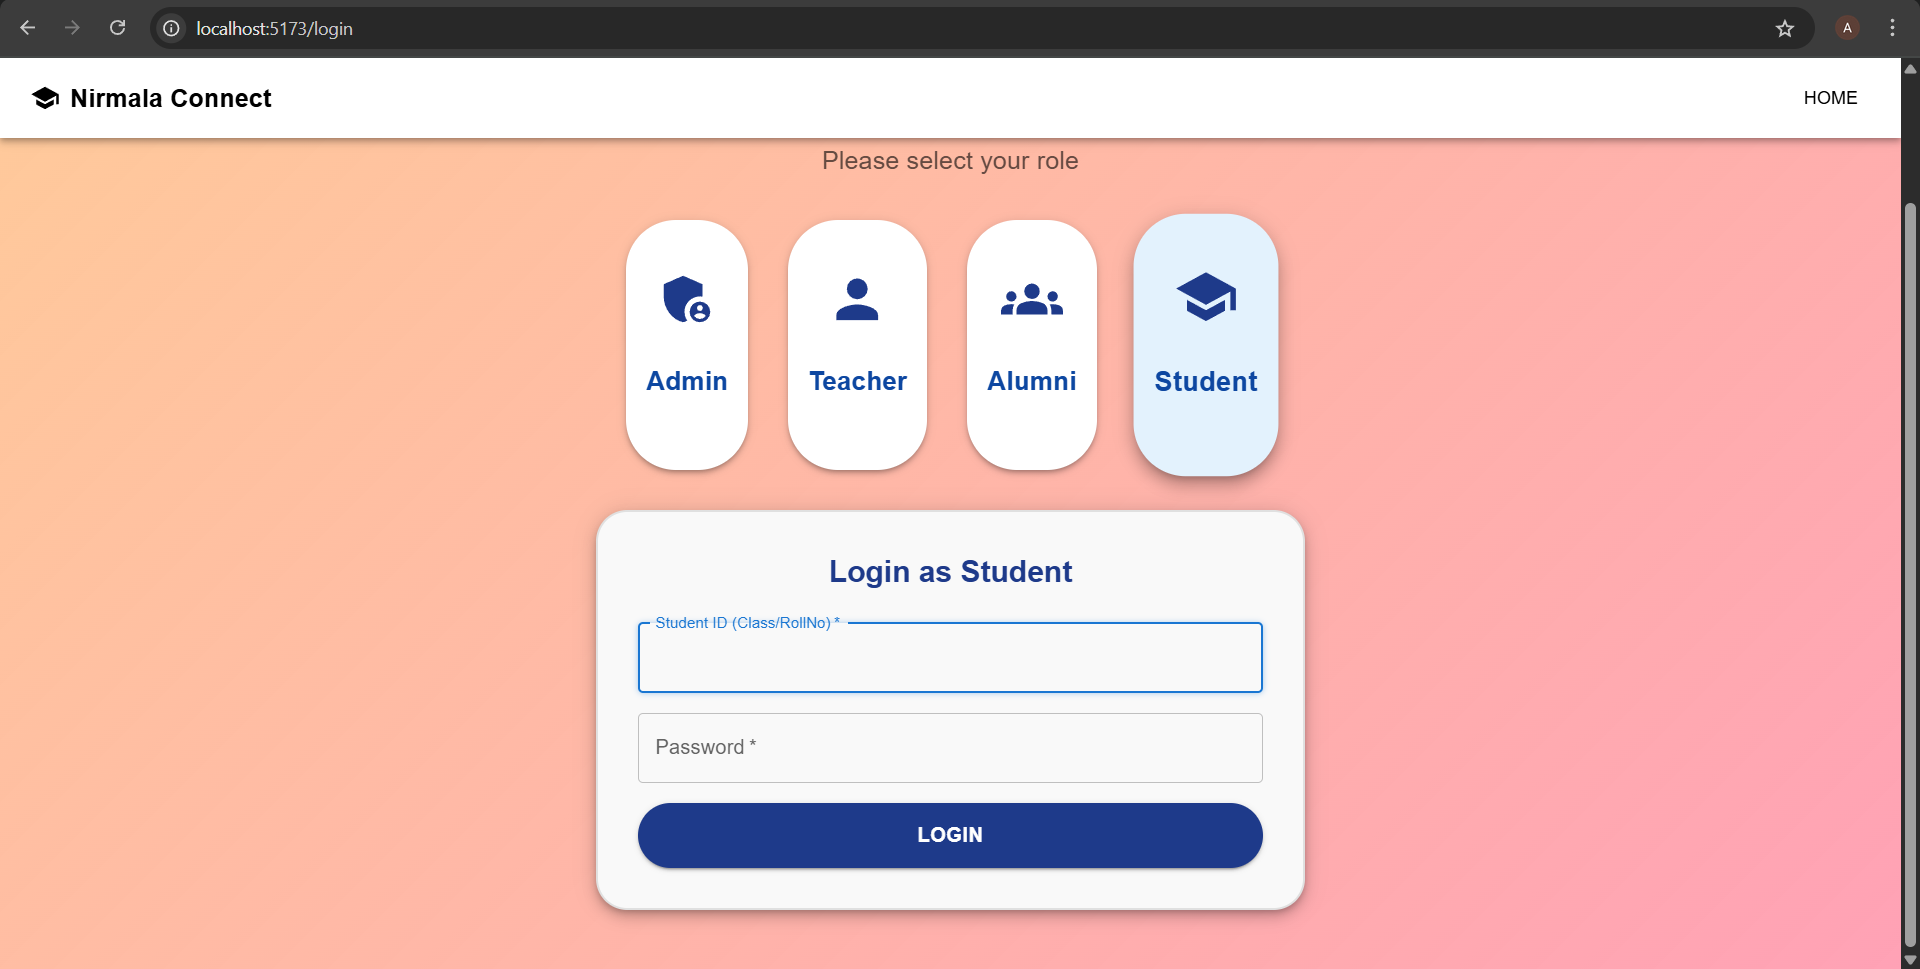 localhost:5173/login
A
Nirmala Connect
HOME
Please select your role
Admin
Teacher
Alumni
Student
Login as Student
Student ID (Class/RollNo) *
Password *
LOGIN